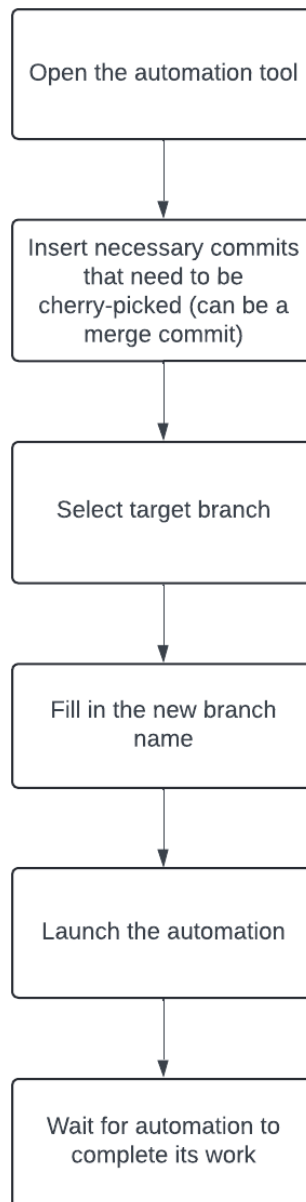 Open the automation tool
Insert necessary commits
that need to be
cherry-picked (can be a
merge commit)
Select target branch
Fill in the new branch
name
Launch the automation
Wait for automation to
complete its work